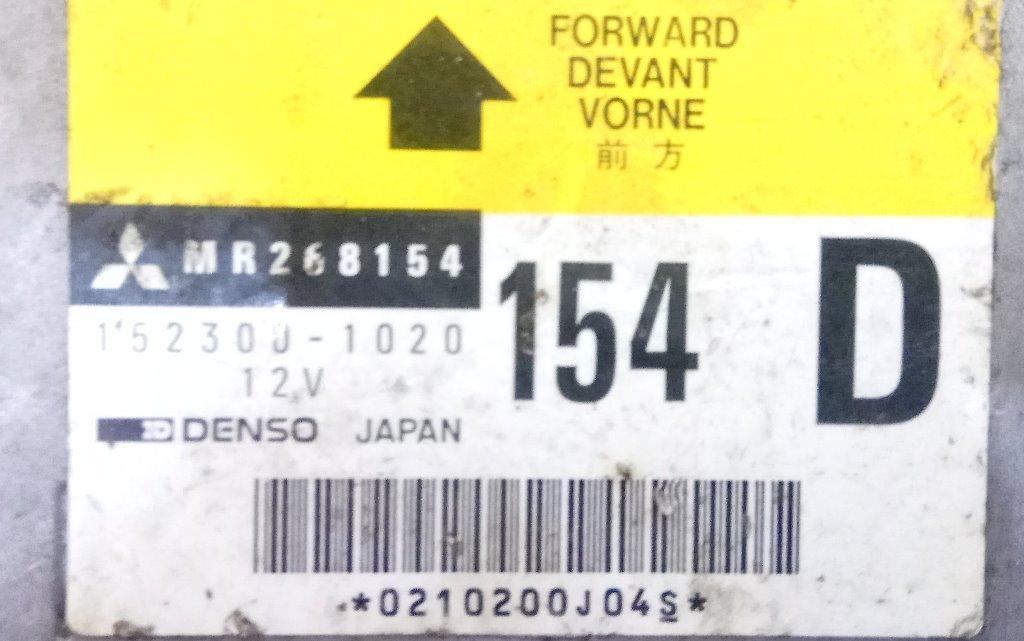 FORWARD
DEVANT
VORNE
前方
MR268154
154 D
152300-1020
12V
DENSO JAPAN
*0210200J04S*